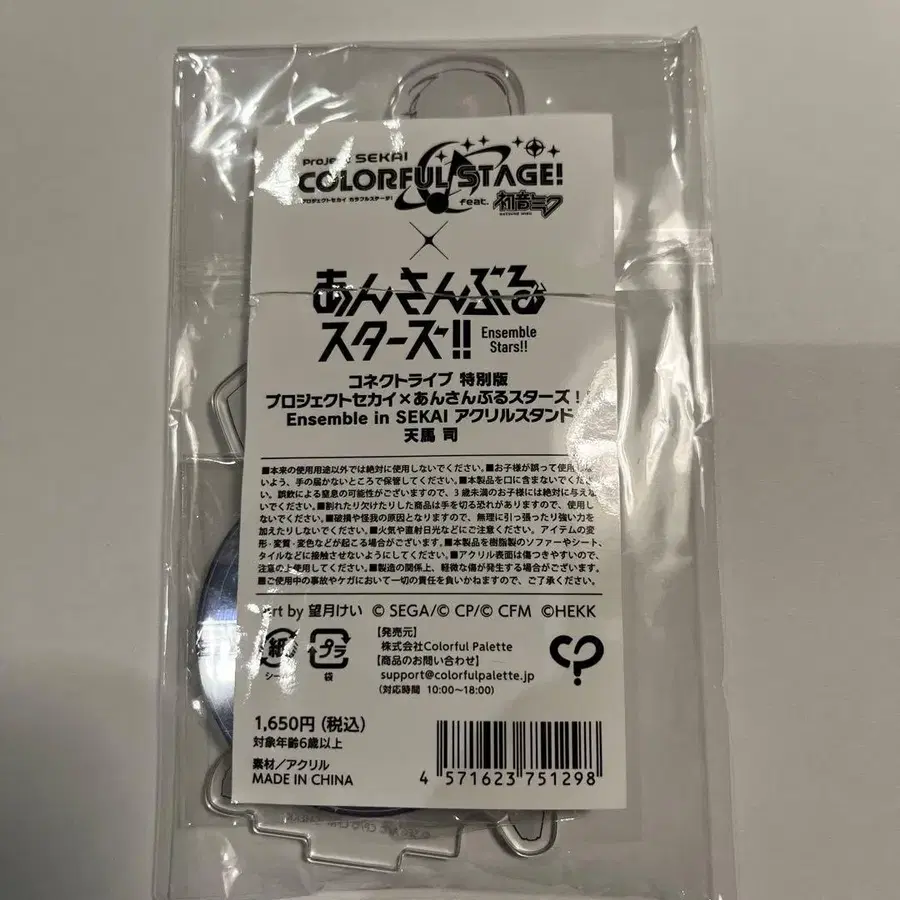 Project SEKAI
COLORFUL STAGE!
プロジェクトセカイ カラフルステージ!
feat. 初音ミク
HATSUNE MIKU
×
あんさんぶる
スターズ!!
Ensemble
Stars!!
コネクトライブ 特別版
プロジェクトセカイ×あんさんぶるスターズ!!
Ensemble in SEKAI アクリルスタンド
天馬 司
■本来の使用用途以外では絶対に使用しないでください。■お子様が誤って使用しな
いよう、手の届かないところで保管してください。■本製品を口に含まないでくださ
い。誤飲による窒息の可能性がございますので、3歳未満のお子様には絶対に与えな
いでください。■割れたり欠けたりした商品は手を切る恐れがありますので、使用し
ないでください。■破損や怪我の原因となりますので、無理に引っ張ったり強い力を
加えたりしないでください。■火気や直射日光などにご注意ください。アイテムの変
形・変質・変色などが起こる場合がございます。■本製品を樹脂製のソファーやシート、
タイルなどに接触させないようにしてください。■アクリル表面は傷つきやすいので、
注意の上使用してください。■製造の関係上、軽微な傷が発生する場合がございます。
■ご使用中の事故やケガにおいて一切の責任を負いかねますので、ご了承ください。
Art by 望月けい © SEGA/© CP/© CFM ©HEKK
紙
シール
プラ
袋
【発売元】
株式会社Colorful Palette
【商品のお問い合わせ】
support@colorfulpalette.jp
(対応時間 10:00~18:00)
1,650円(税込)
対象年齢6歳以上
素材/アクリル
MADE IN CHINA
4 571623 751298